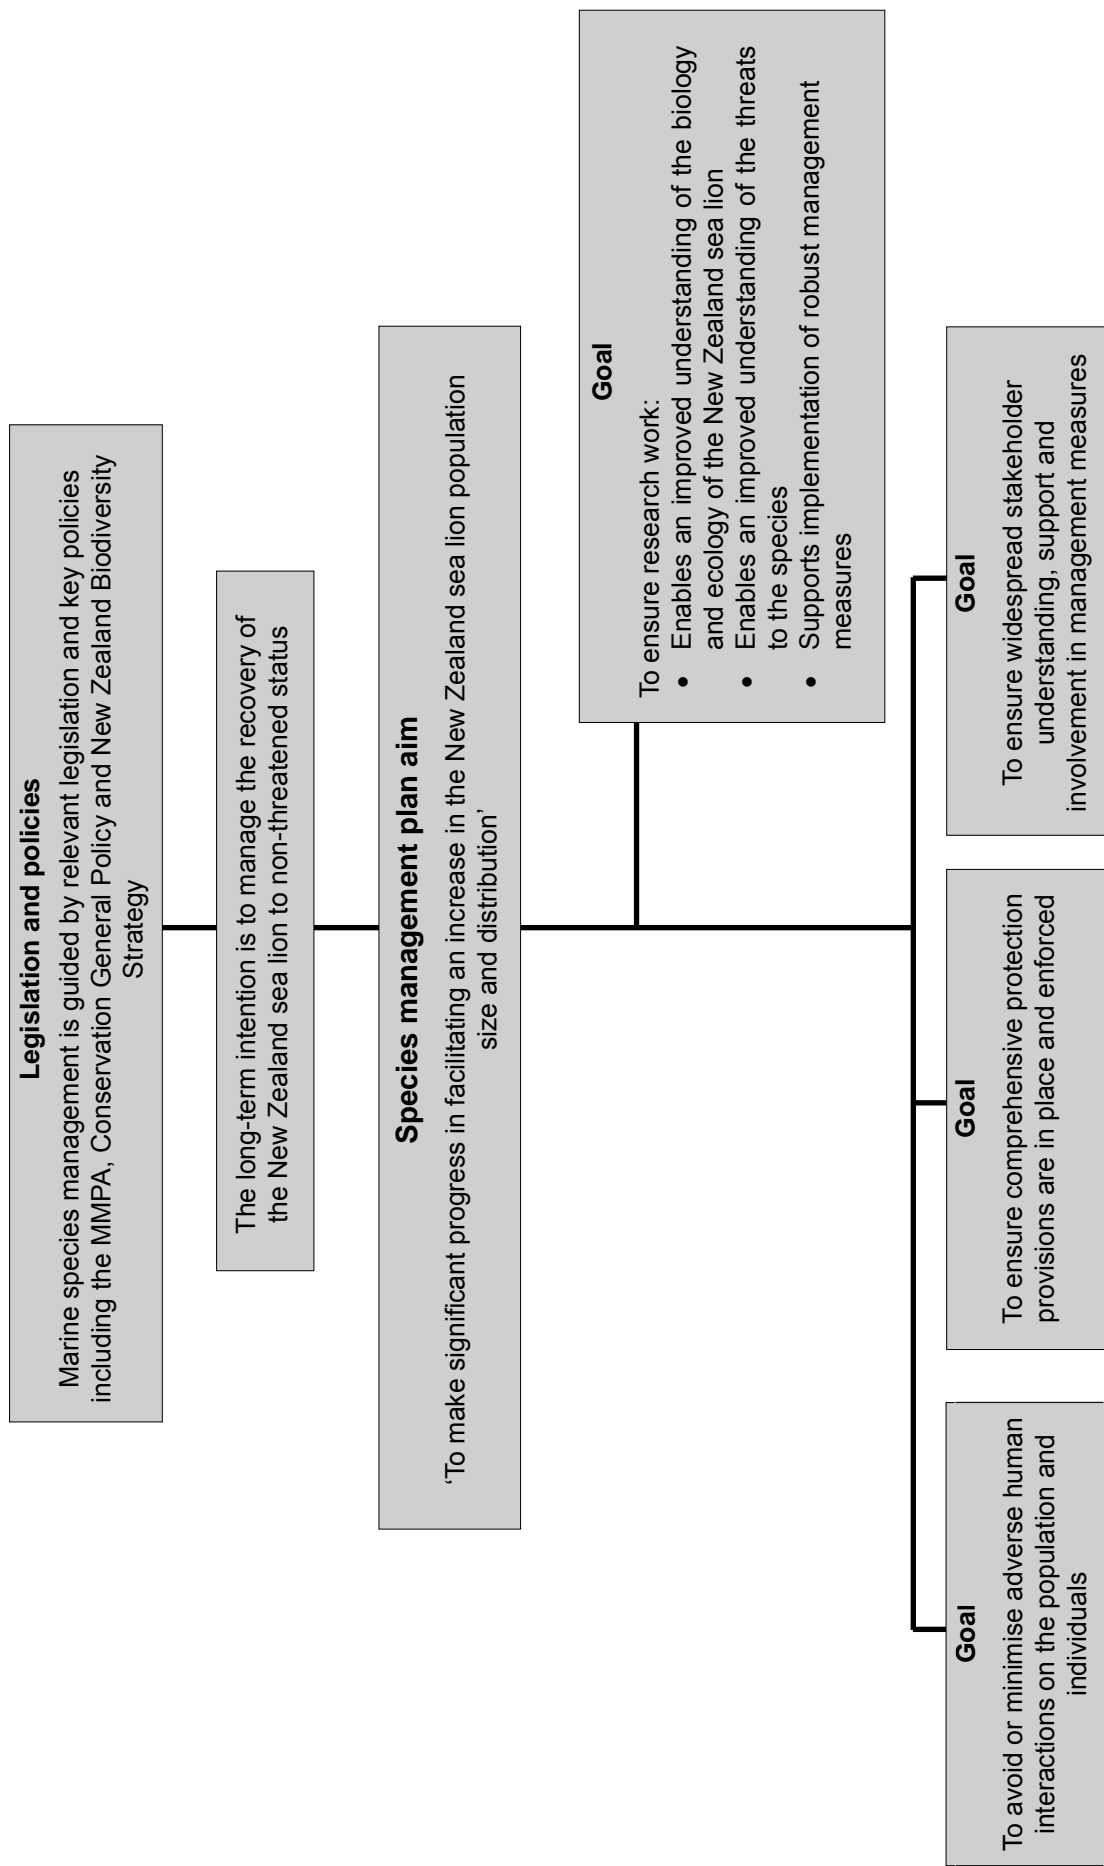 Legislation and policies
Marine species management is guided by relevant legislation and key policies
including the MMPA, Conservation General Policy and New Zealand Biodiversity
Strategy
The long-term intention is to manage the recovery of
the New Zealand sea lion to non-threatened status
Species management plan aim
‘To make significant progress in facilitating an increase in the New Zealand sea lion population
size and distribution’
Goal
To ensure research work:
• Enables an improved understanding of the biology
and ecology of the New Zealand sea lion
• Enables an improved understanding of the threats
to the species
• Supports implementation of robust management
measures
Goal
To avoid or minimise adverse human
interactions on the population and
individuals
Goal
To ensure comprehensive protection
provisions are in place and enforced
Goal
To ensure widespread stakeholder
understanding, support and
involvement in management measures